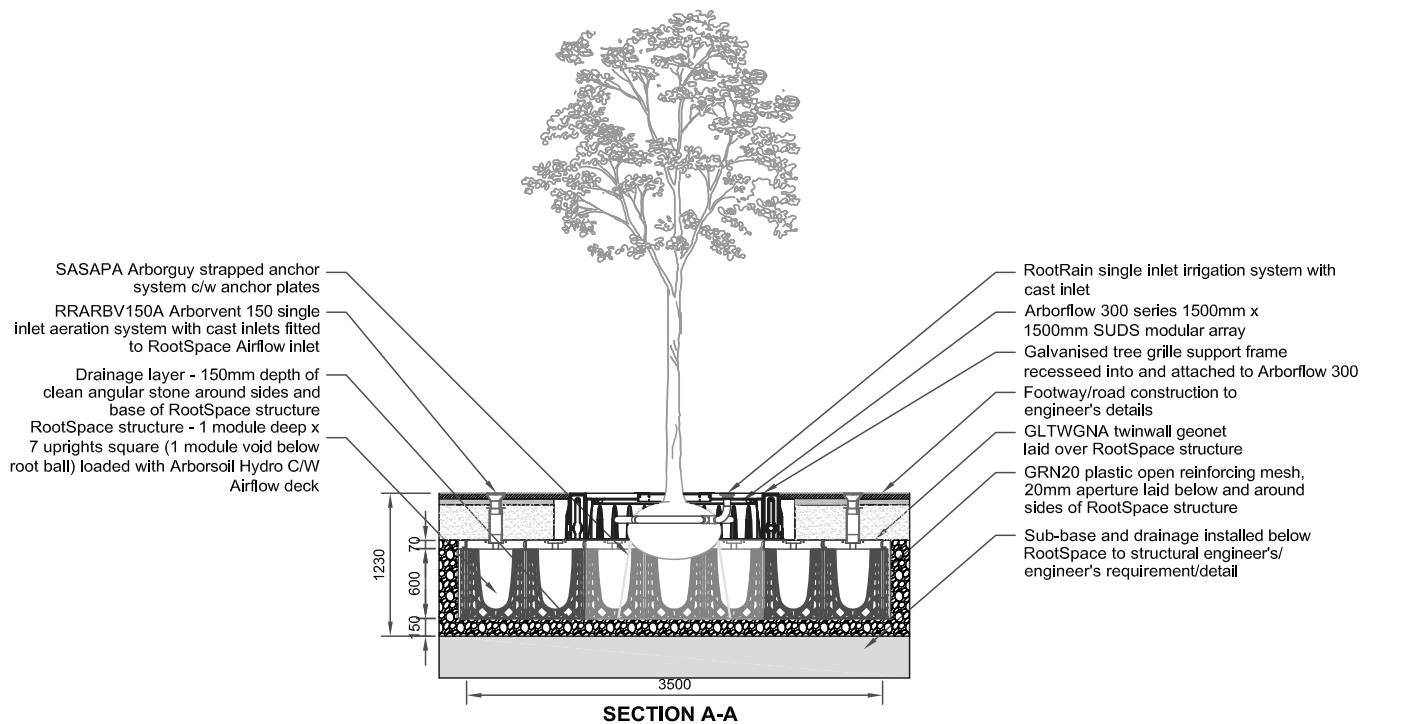 SASAPA Arborguy strapped anchor
system c/w anchor plates
RRARBV150A Arborvent 150 single
inlet aeration system with cast inlets fitted
to RootSpace Airflow inlet
Drainage layer - 150mm depth of
clean angular stone around sides and
base of RootSpace structure
RootSpace structure - 1 module deep x
7 uprights square (1 module void below
root ball) loaded with Arborsoil Hydro C/W
Airflow deck
RootRain single inlet irrigation system with
cast inlet
Arborflow 300 series 1500mm x
1500mm SUDS modular array
Galvanised tree grille support frame
recesseed into and attached to Arborflow 300
Footway/road construction to
engineer's details
GLTWGNA twinwall geonet
laid over RootSpace structure
GRN20 plastic open reinforcing mesh,
20mm aperture laid below and around
sides of RootSpace structure
Sub-base and drainage installed below
RootSpace to structural engineer's/
engineer's requirement/detail
1230
70
600
150
3500
SECTION A-A